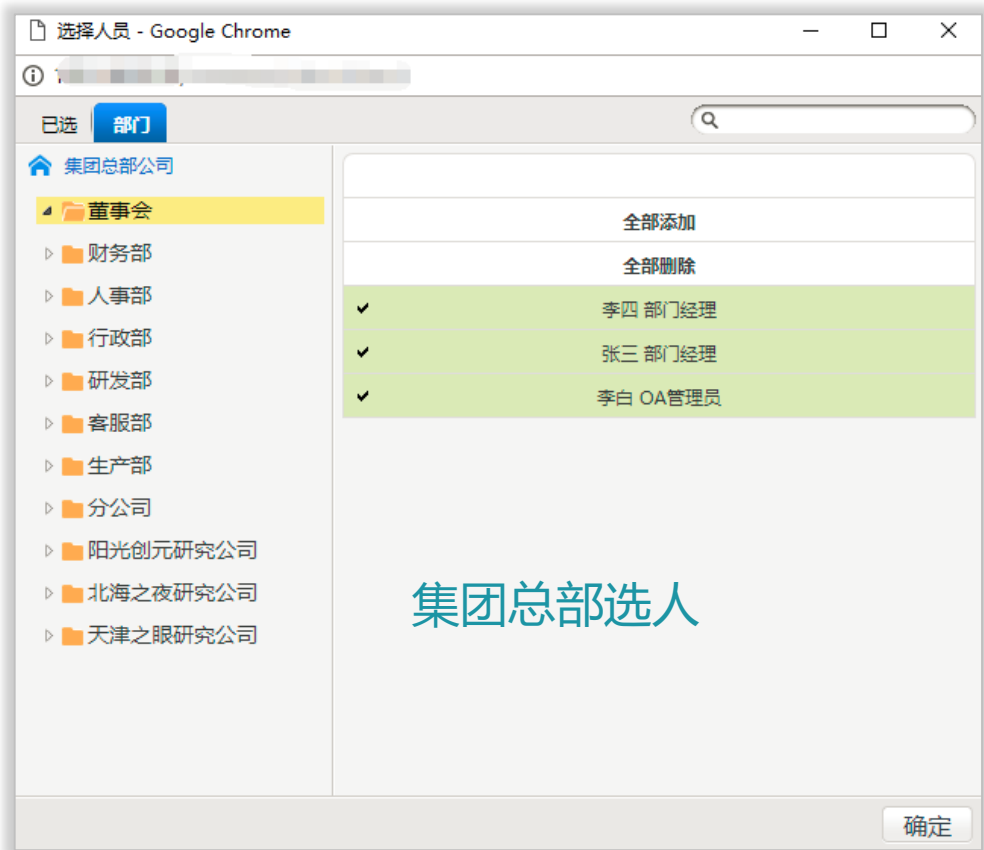 选择人员 - Google Chrome
已选 部门
集团总部公司
董事会
财务部
人事部
行政部
研发部
客服部
生产部
分公司
阳光创元研究公司
北海之夜研究公司
天津之眼研究公司
全部添加
全部删除
李四 部门经理
张三 部门经理
李白 OA管理员
集团总部选人
确定